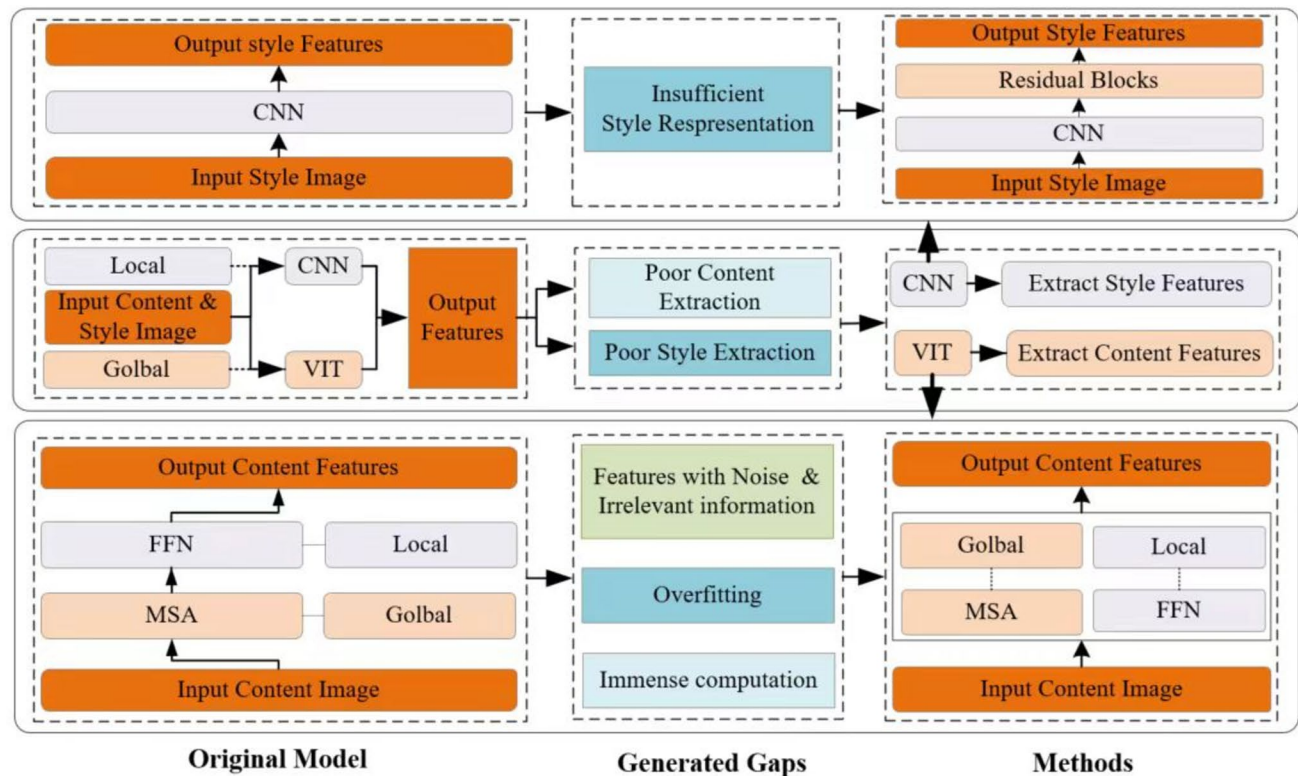 Output style Features
CNN
Input Style Image
Insufficient
Style Respresentation
Output Style Features
Residual Blocks
CNN
Input Style Image
Local
Input Content &
Style Image
Golbal
CNN
VIT
Output
Features
Poor Content
Extraction
Poor Style Extraction
CNN
Extract Style Features
VIT
Extract Content Features
Output Content Features
FFN
Local
MSA
Golbal
Input Content Image
Features with Noise &
Irrelevant information
Overfitting
Immense computation
Output Content Features
Golbal
Local
MSA
FFN
Input Content Image
Original Model
Generated Gaps
Methods